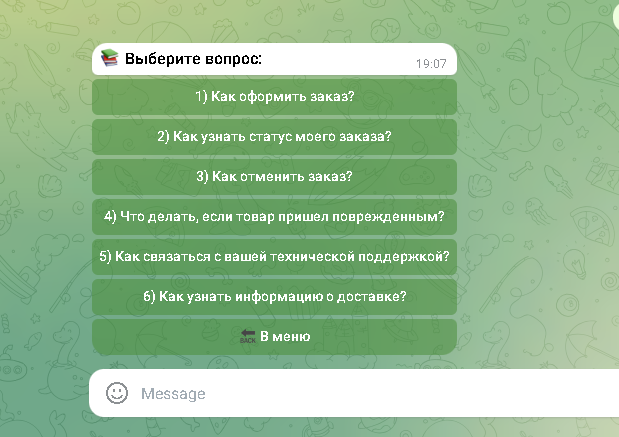 Выберите вопрос:
19:07
1) Как оформить заказ?
2) Как узнать статус моего заказа?
3) Как отменить заказ?
4) Что делать, если товар пришел поврежденным?
5) Как связаться с вашей технической поддержкой?
6) Как узнать информацию о доставке?
BACK В меню
Message